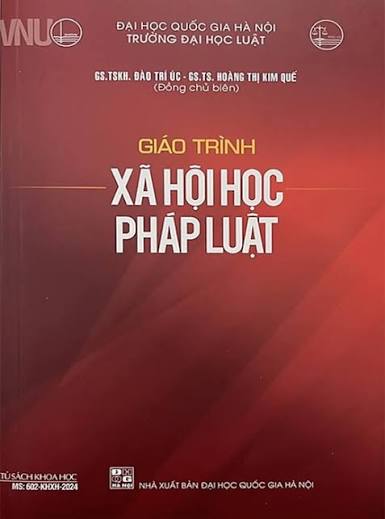 VNU
ĐẠI HỌC QUỐC GIA HÀ NỘI
TRƯỜNG ĐẠI HỌC LUẬT
GS.TSKH. ĐÀO TRÍ ÚC - GS.TS. HOÀNG THỊ KIM QUẾ
(Đồng chủ biên)
GIÁO TRÌNH
XÃ HỘI HỌC
PHÁP LUẬT
TỦ SÁCH KHOA HỌC
MS: 602-KHXH-2024
Hà Nội
NHÀ XUẤT BẢN ĐẠI HỌC QUỐC GIA HÀ NỘI